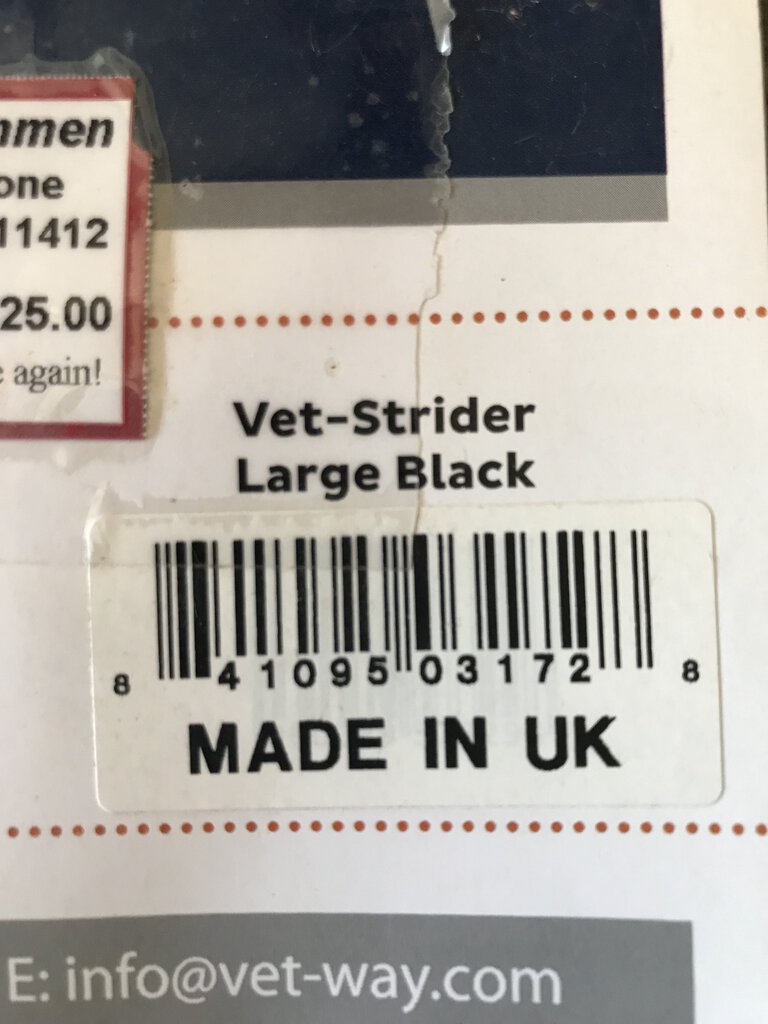 one
11412
25.00
again!
Vet-Strider
Large Black
8 41095 03172 8
MADE IN UK
E: info@vet-way.com